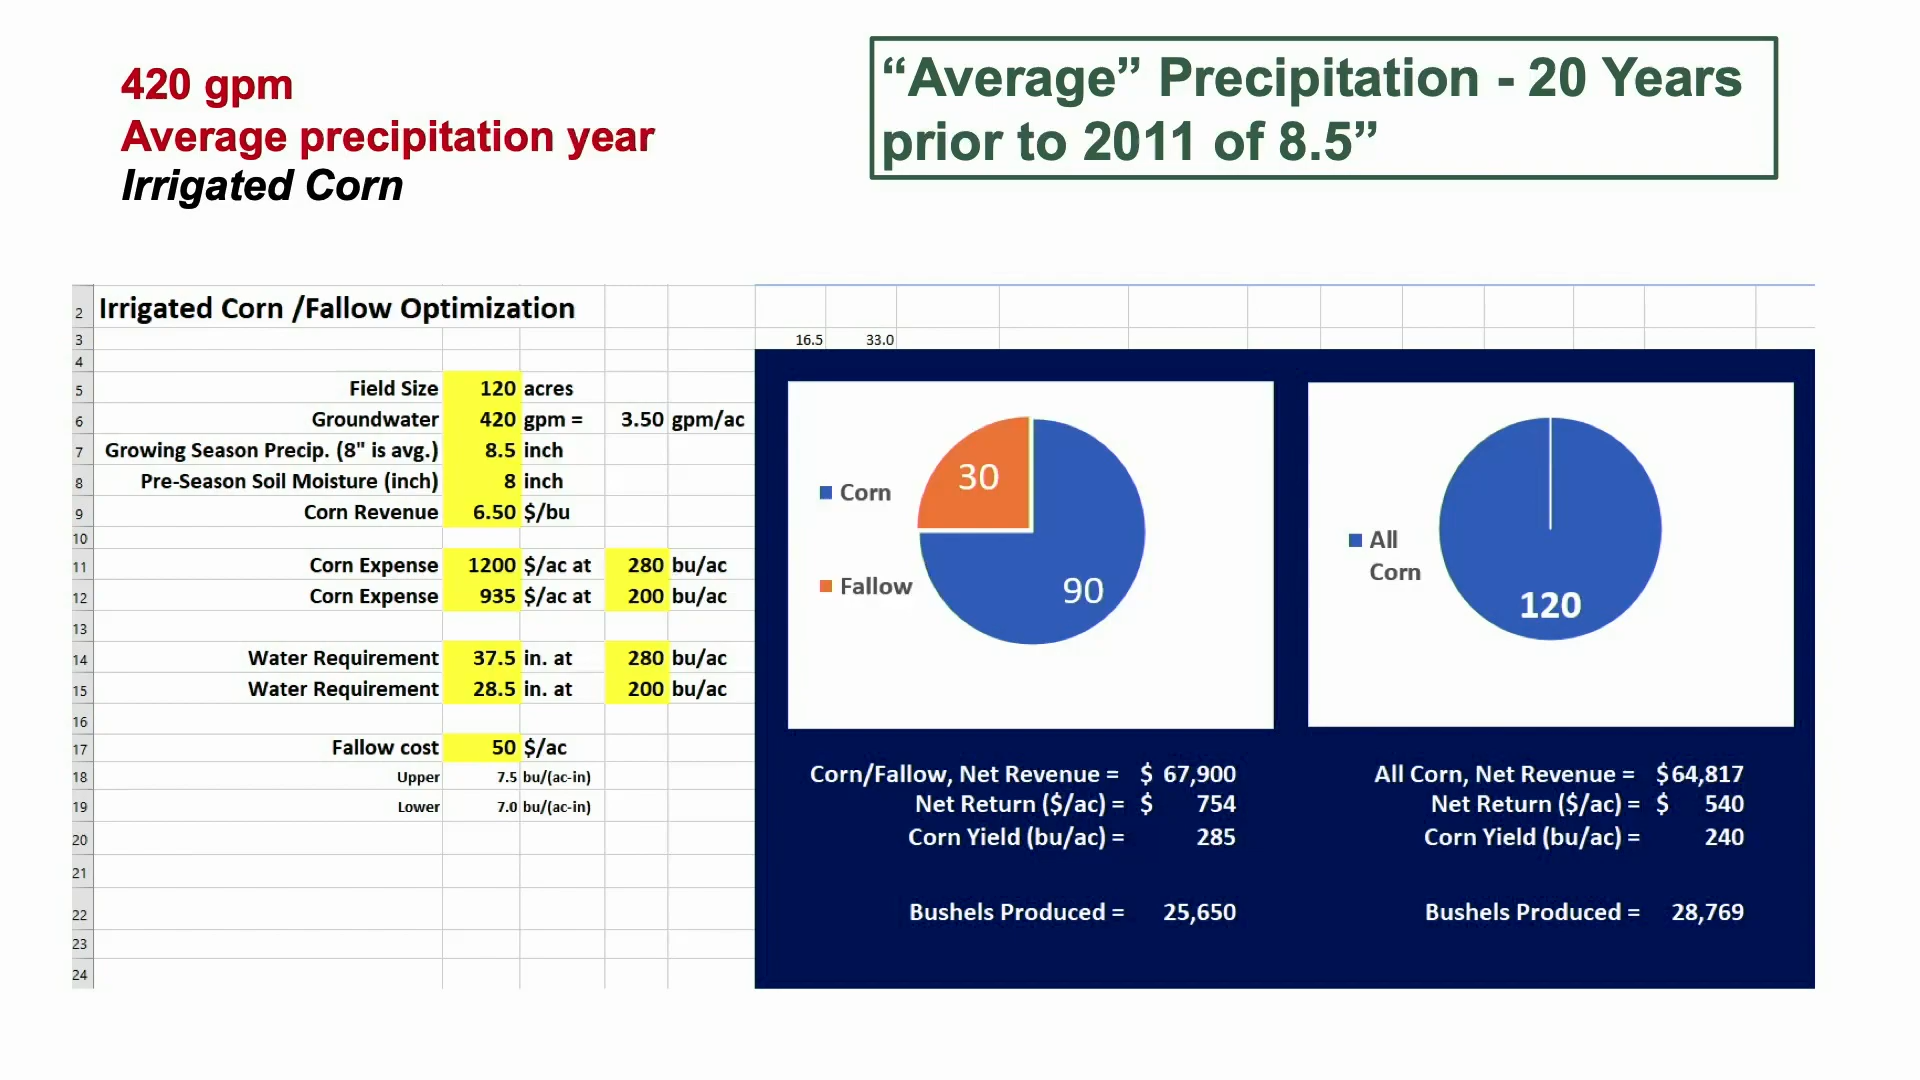 420 gpm
Average precipitation year
Irrigated Corn
“Average” Precipitation - 20 Years
prior to 2011 of 8.5”
2 Irrigated Corn /Fallow Optimization
3 16.5 33.0
4
5 Field Size 120 acres
6 Groundwater 420 gpm = 3.50 gpm/ac
7 Growing Season Precip. (8" is avg.) 8.5 inch
8 Pre-Season Soil Moisture (inch) 8 inch
9 Corn Revenue 6.50 $/bu
10
11 Corn Expense 1200 $/ac at 280 bu/ac
12 Corn Expense 935 $/ac at 200 bu/ac
13
14 Water Requirement 37.5 in. at 280 bu/ac
15 Water Requirement 28.5 in. at 200 bu/ac
16
17 Fallow cost 50 $/ac
18 Upper 7.5 bu/(ac-in)
19 Lower 7.0 bu/(ac-in)
20
21
22
23
24
30
Corn
Fallow
90
All
Corn
120
Corn/Fallow, Net Revenue = $ 67,900
Net Return ($/ac) = $ 754
Corn Yield (bu/ac) = 285
Bushels Produced = 25,650
All Corn, Net Revenue = $64,817
Net Return ($/ac) = $ 540
Corn Yield (bu/ac) = 240
Bushels Produced = 28,769